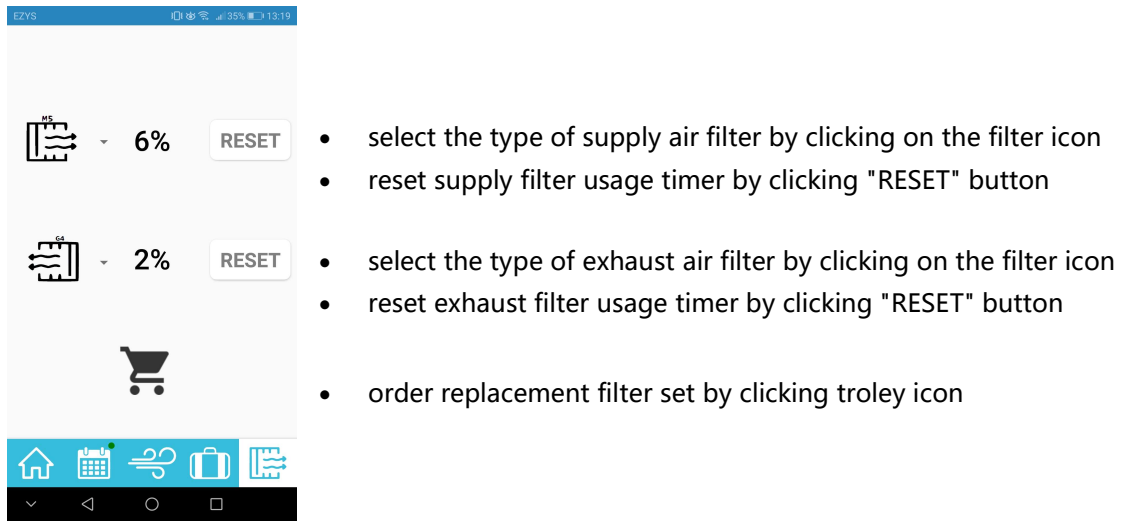 EZYS 35% 13:19
M5
6% RESET
• select the type of supply air filter by clicking on the filter icon
• reset supply filter usage timer by clicking "RESET" button
G4
2% RESET
• select the type of exhaust air filter by clicking on the filter icon
• reset exhaust filter usage timer by clicking "RESET" button
• order replacement filter set by clicking troley icon